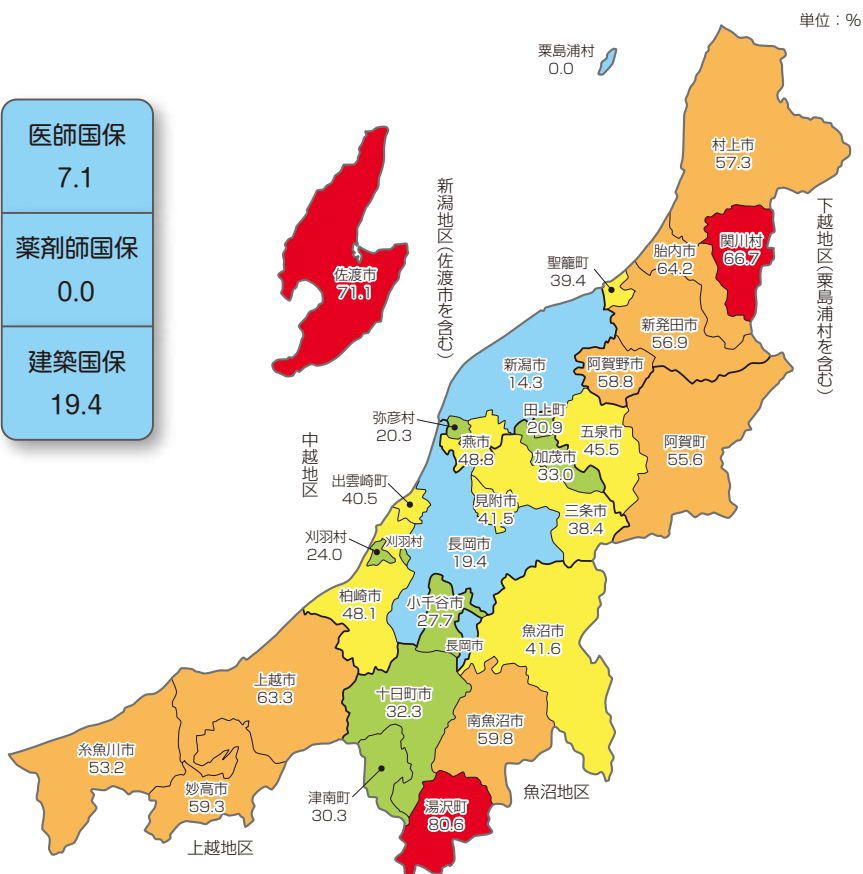 単位：%
粟島浦村
0.0
医師国保
7.1
薬剤師国保
0.0
建築国保
19.4
村上市
57.3
新潟地区（佐渡市を含む）
下越地区（粟島浦村を含む）
関川村
66.7
胎内市
64.2
聖籠町
39.4
佐渡市
71.1
新発田市
56.9
新潟市
14.3
阿賀野市
58.8
弥彦村
20.3
田上町
20.9
燕市
48.8
五泉市
45.5
阿賀町
55.6
加茂市
33.0
中越地区
出雲崎町
40.5
見附市
41.5
三条市
38.4
刈羽村
24.0
刈羽村
長岡市
19.4
柏崎市
48.1
小千谷市
27.7
魚沼市
41.6
長岡市
上越市
63.3
十日町市
32.3
南魚沼市
59.8
糸魚川市
53.2
妙高市
59.3
津南町
30.3
湯沢町
80.6
魚沼地区
上越地区